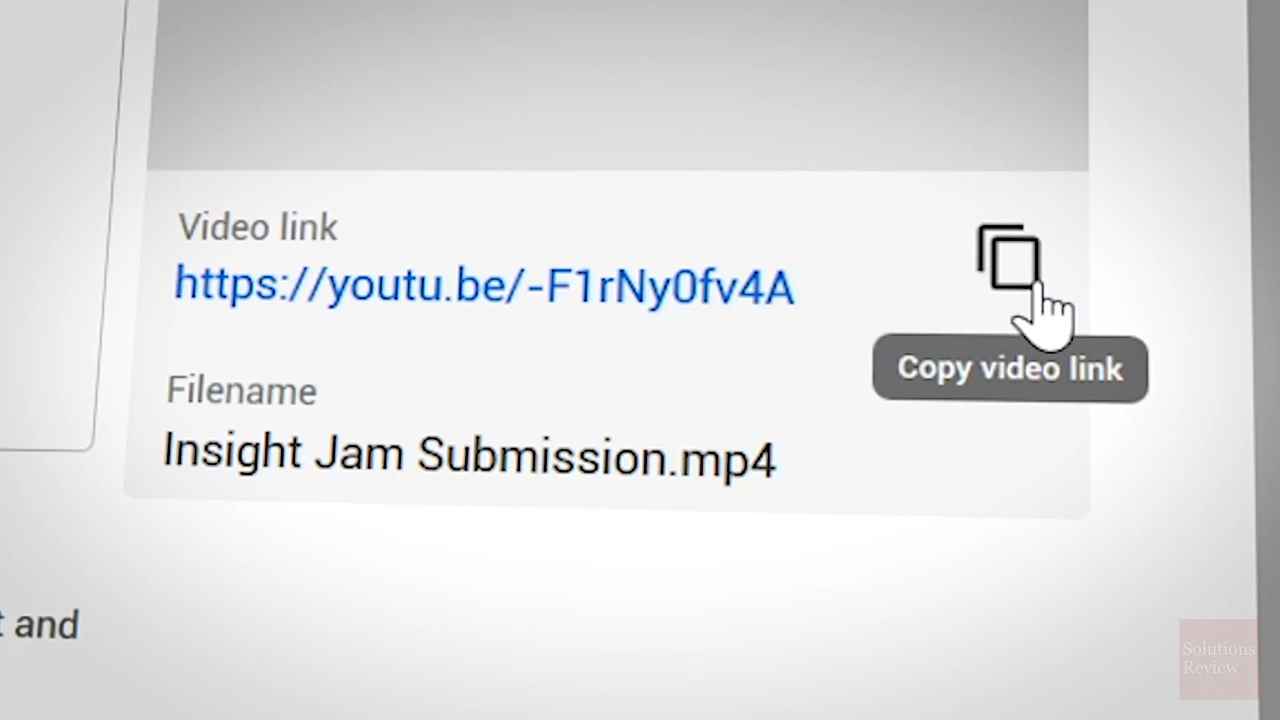 Video link
https://youtu.be/-F1rNy0fv4A
Copy video link
Filename
Insight Jam Submission.mp4
and
Solutions
Review